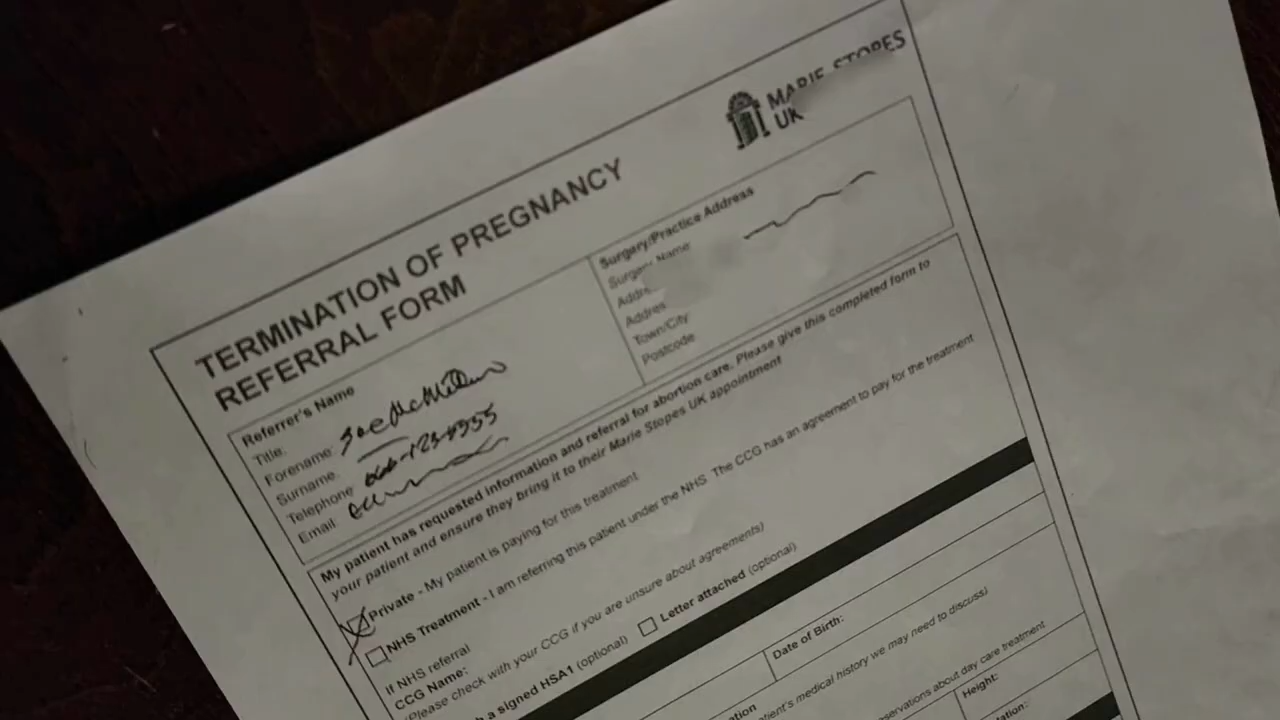 MARIE STOPES
UK
TERMINATION OF PREGNANCY
REFERRAL FORM
Referrer's Name
Title:
Forename:
Surname:
Telephone:
Email:
Surgery/Practice Address
Surgery Name:
Addre
Addres
Town/City:
Postcode
My patient has requested information and referral for abortion care. Please give this completed form to
your patient and ensure they bring it to their Marie Stopes UK appointment
Private - My patient is paying for this treatment
NHS Treatment - I am referring this patient under the NHS. The CCG has an agreement to pay for the treatment
If NHS referral
CCG Name:
(Please check with your CCG if you are unsure about agreements)
h a signed HSA1 (optional)
Letter attached (optional)
Date of Birth:
ation
atient's medical history we may need to discuss)
servations about day care treatment
Height: